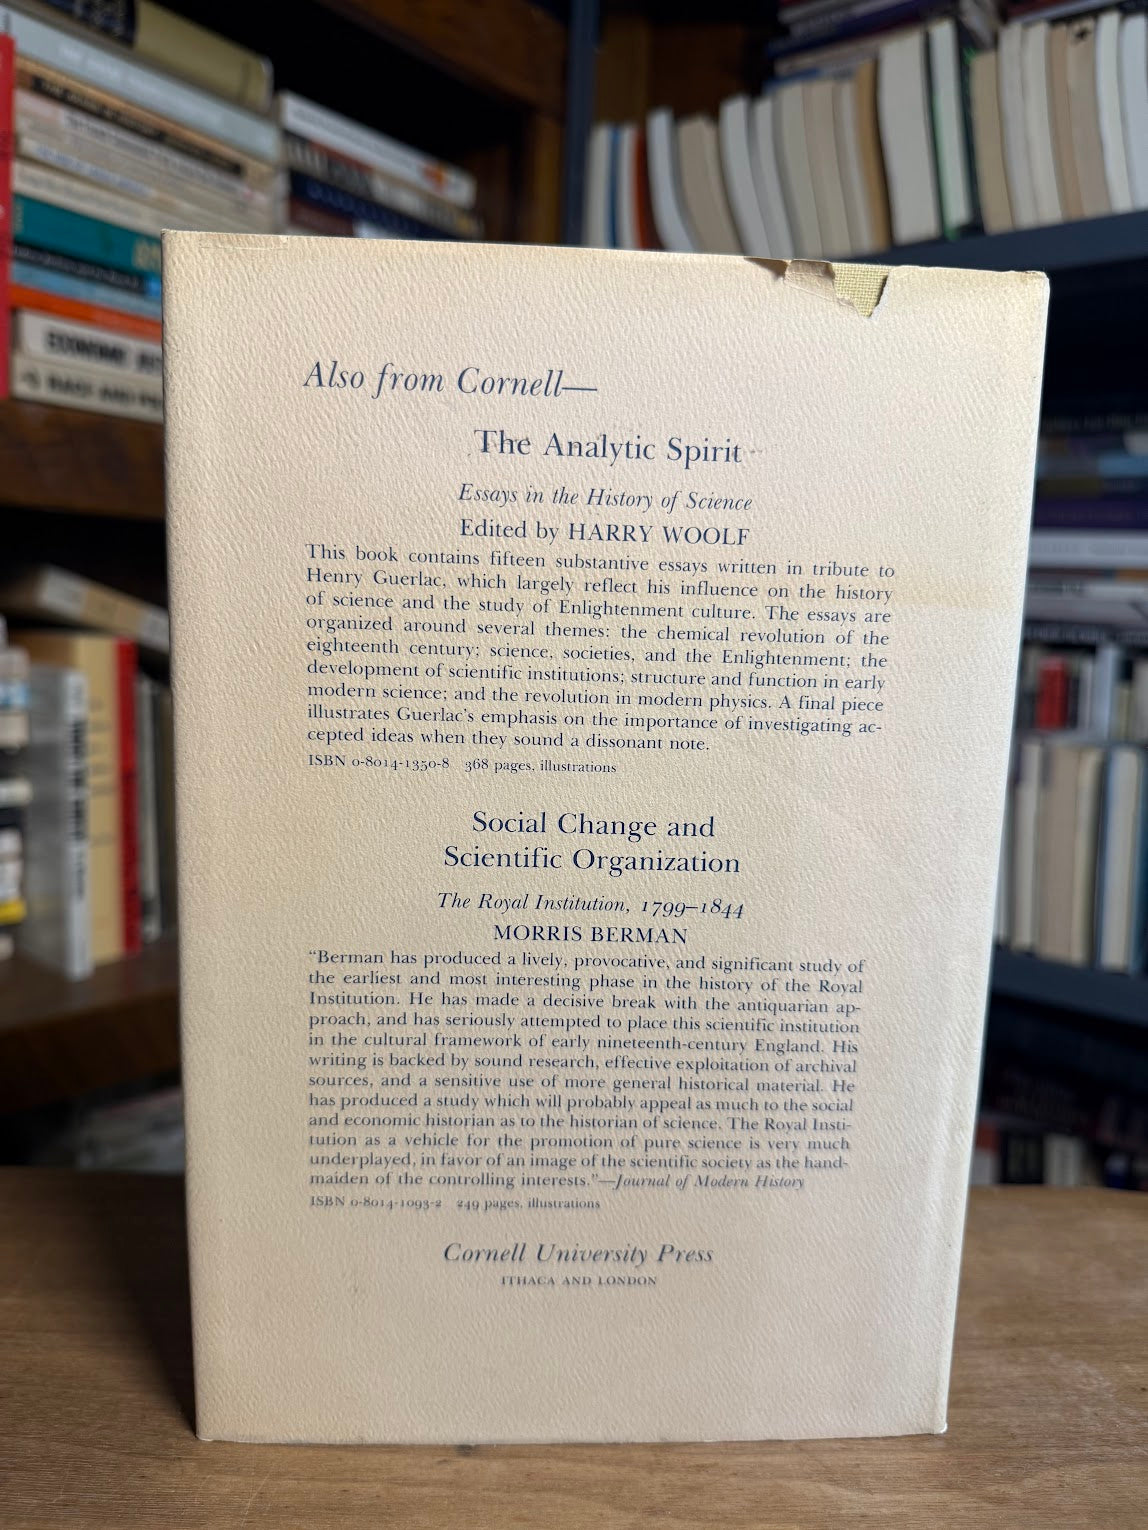 Also from Cornell—
The Analytic Spirit
Essays in the History of Science
Edited by HARRY WOOLF
This book contains fifteen substantive essays written in tribute to
Henry Guerlac, which largely reflect his influence on the history
of science and the study of Enlightenment culture. The essays are
organized around several themes: the chemical revolution of the
eighteenth century; science, societies, and the Enlightenment; the
development of scientific institutions; structure and function in early
modern science; and the revolution in modern physics. A final piece
illustrates Guerlac's emphasis on the importance of investigating ac-
cepted ideas when they sound a dissonant note.
ISBN 0-8014-1350-8 368 pages, illustrations
Social Change and
Scientific Organization
The Royal Institution, 1799–1844
MORRIS BERMAN
“Berman has produced a lively, provocative, and significant study of
the earliest and most interesting phase in the history of the Royal
Institution. He has made a decisive break with the antiquarian ap-
proach, and has seriously attempted to place this scientific institution
in the cultural framework of early nineteenth-century England. His
writing is backed by sound research, effective exploitation of archival
sources, and a sensitive use of more general historical material. He
has produced a study which will probably appeal as much to the social
and economic historian as to the historian of science. The Royal Insti-
tution as a vehicle for the promotion of pure science is very much
underplayed, in favor of an image of the scientific society as the hand-
maiden of the controlling interests.”—Journal of Modern History
ISBN 0-8014-1093-2 249 pages, illustrations
Cornell University Press
ITHACA AND LONDON
ECONOMIC